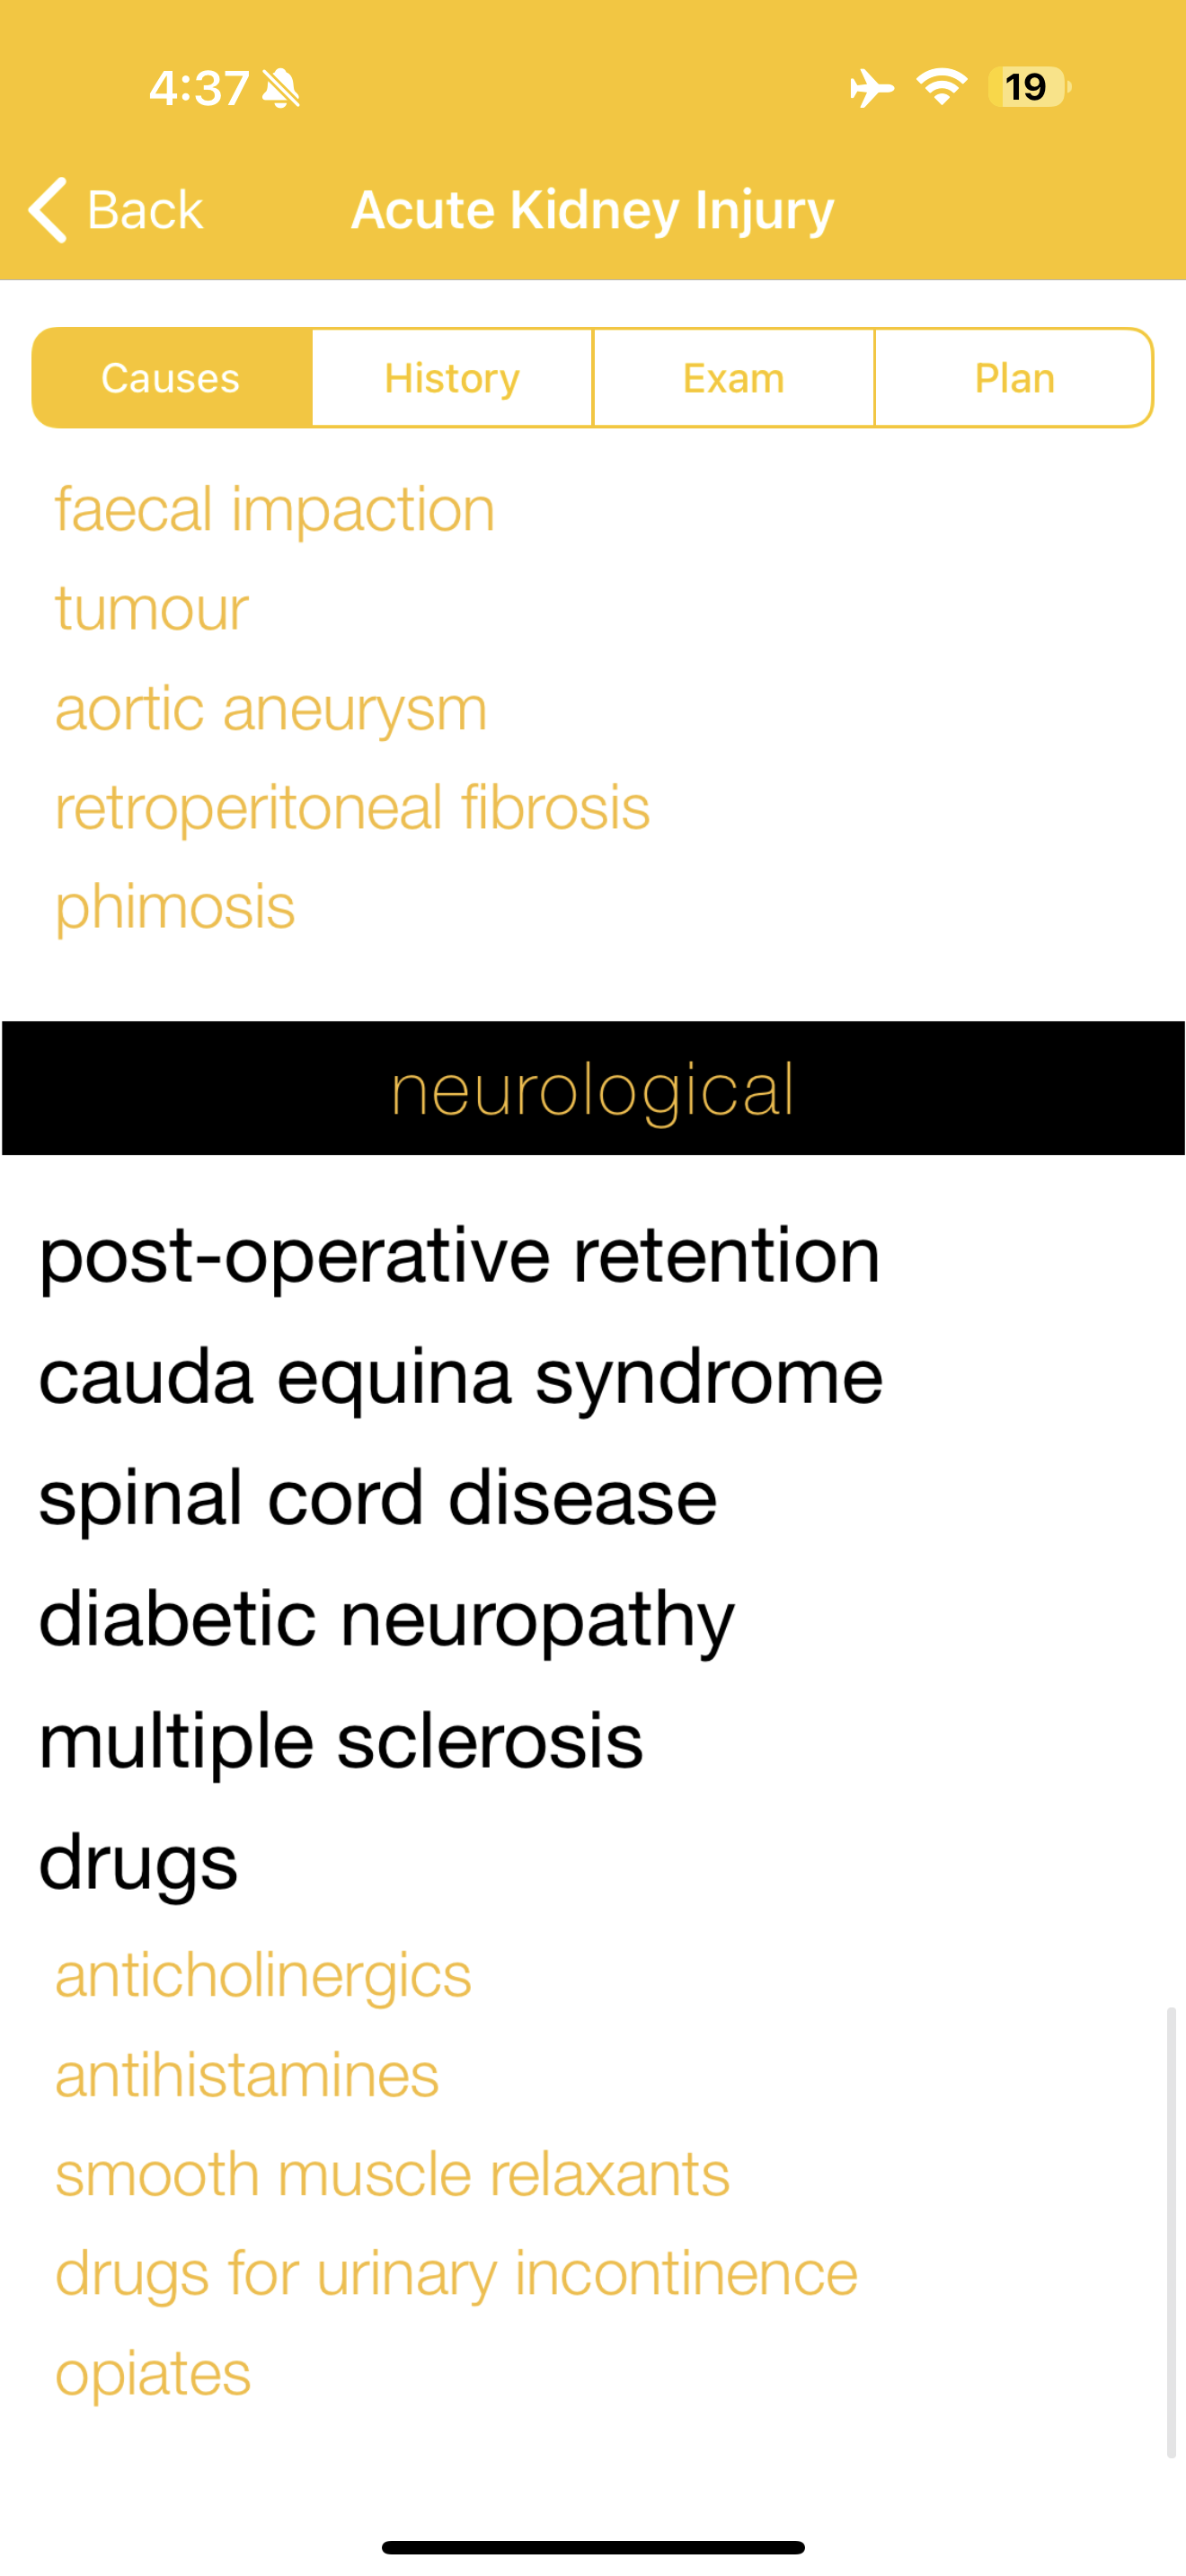 4:37
19
Back
Acute Kidney Injury
Causes
History
Exam
Plan
faecal impaction
tumour
aortic aneurysm
retroperitoneal fibrosis
phimosis
neurological
post-operative retention
cauda equina syndrome
spinal cord disease
diabetic neuropathy
multiple sclerosis
drugs
anticholinergics
antihistamines
smooth muscle relaxants
drugs for urinary incontinence
opiates